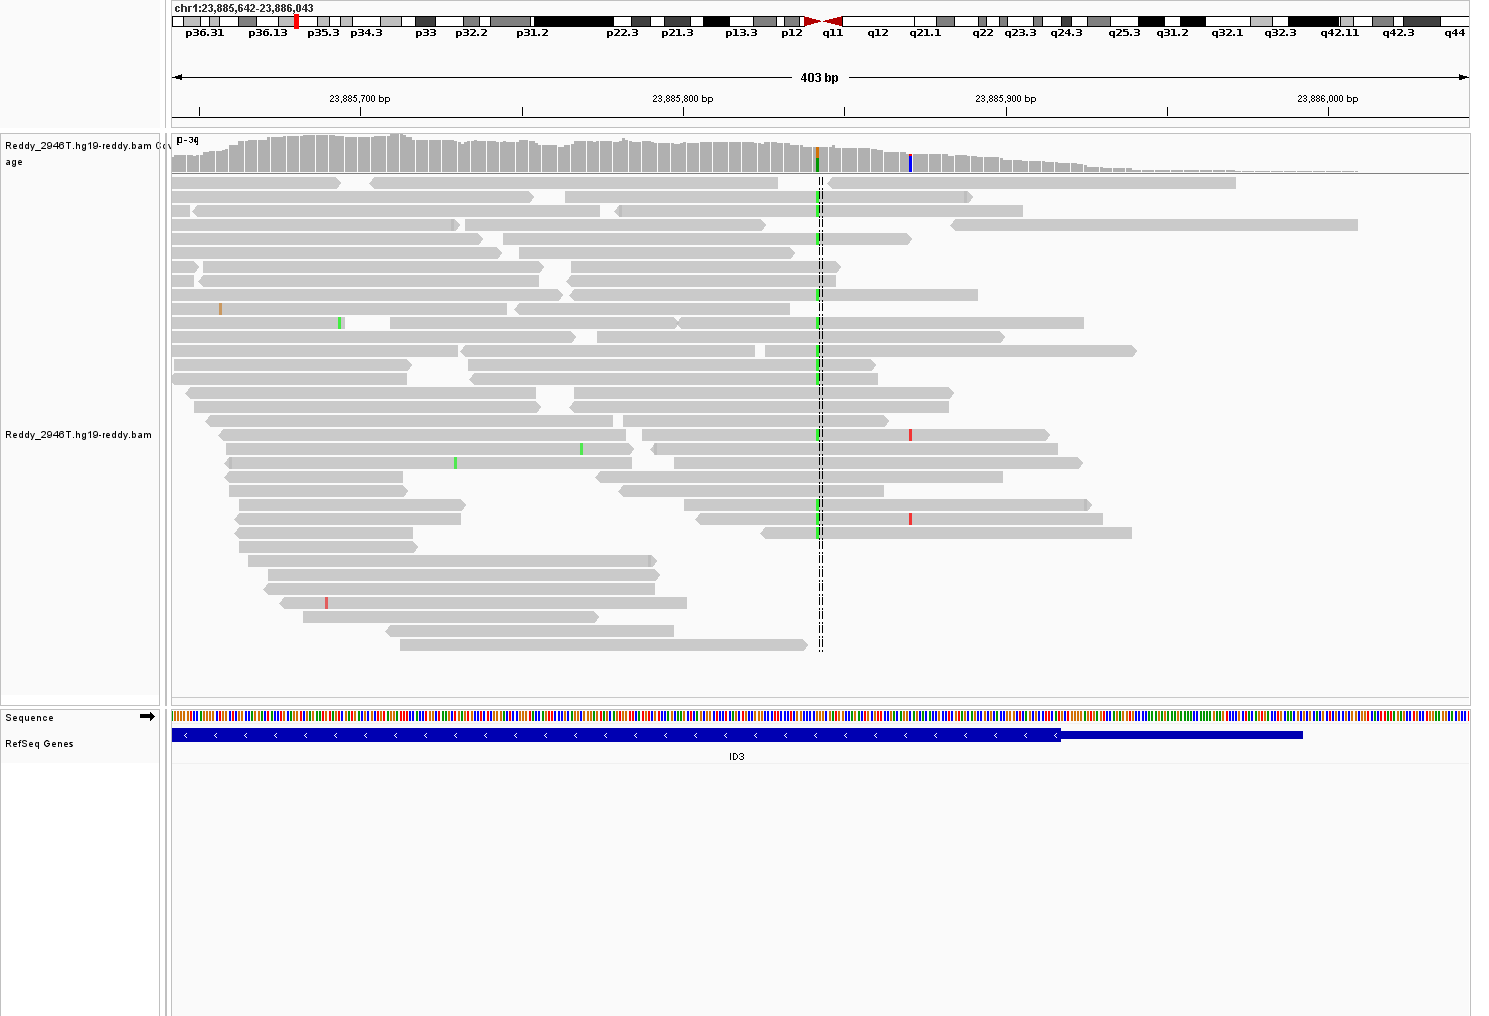 chr1:23,885,642-23,886,043
p36.31 p36.13 p35.3 p34.3 p33 p32.2 p31.2 p22.3 p21.3 p13.3 p12 q11 q12 q21.1 q22 q23.3 q24.3 q25.3 q31.2 q32.1 q32.3 q42.11 q42.3 q44
403 bp
23,885,700 bp 23,885,800 bp 23,885,900 bp 23,886,000 bp
Reddy_2946T.hg19-reddy.bam Cov
age
[0-34]
Reddy_2946T.hg19-reddy.bam
Sequence
RefSeq Genes
ID3